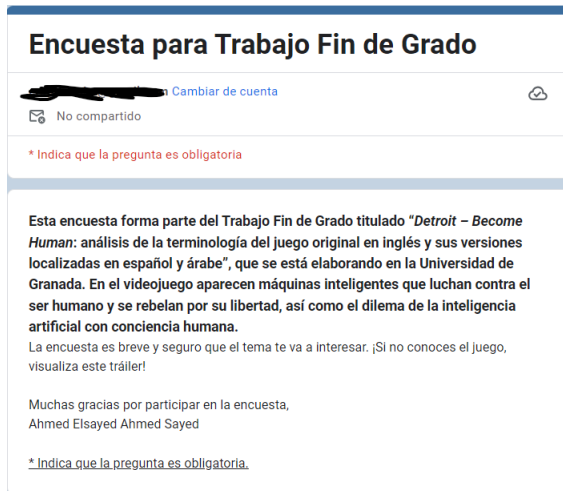 Encuesta para Trabajo Fin de Grado
Cambiar de cuenta
No compartido
* Indica que la pregunta es obligatoria
Esta encuesta forma parte del Trabajo Fin de Grado titulado “Detroit – Become
Human: análisis de la terminología del juego original en inglés y sus versiones
localizadas en español y árabe”, que se está elaborando en la Universidad de
Granada. En el videojuego aparecen máquinas inteligentes que luchan contra el
ser humano y se rebelan por su libertad, así como el dilema de la inteligencia
artificial con conciencia humana.
La encuesta es breve y seguro que el tema te va a interesar. ¡Si no conoces el juego,
visualiza este tráiler!
Muchas gracias por participar en la encuesta,
Ahmed Elsayed Ahmed Sayed
* Indica que la pregunta es obligatoria.